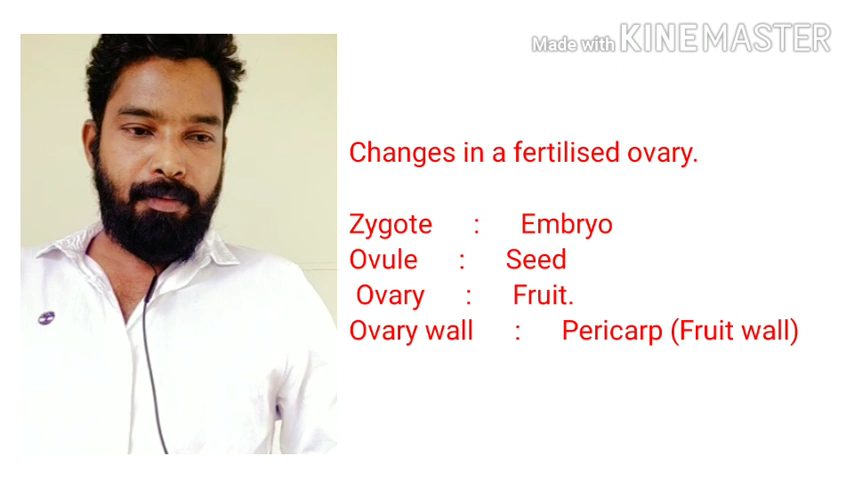 Made with KINEMASTER
Changes in a fertilised ovary.
Zygote : Embryo
Ovule : Seed
Ovary : Fruit.
Ovary wall : Pericarp (Fruit wall)